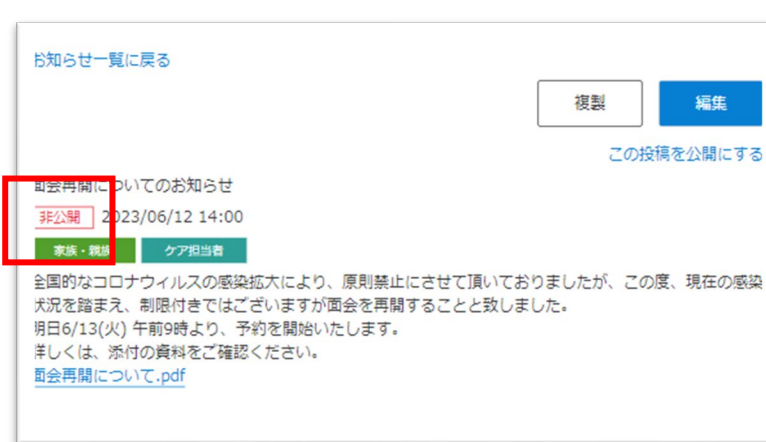 お知らせ一覧に戻る
複製 編集
この投稿を公開にする
面会再開についてのお知らせ
非公開 2023/06/12 14:00
家族・親族 ケア担当者
全国的なコロナウィルスの感染拡大により、原則禁止にさせて頂いておりましたが、この度、現在の感染
状況を踏まえ、制限付きではございますが面会を再開することと致しました。
明日6/13(火) 午前9時より、予約を開始いたします。
詳しくは、添付の資料をご確認ください。
面会再開について.pdf